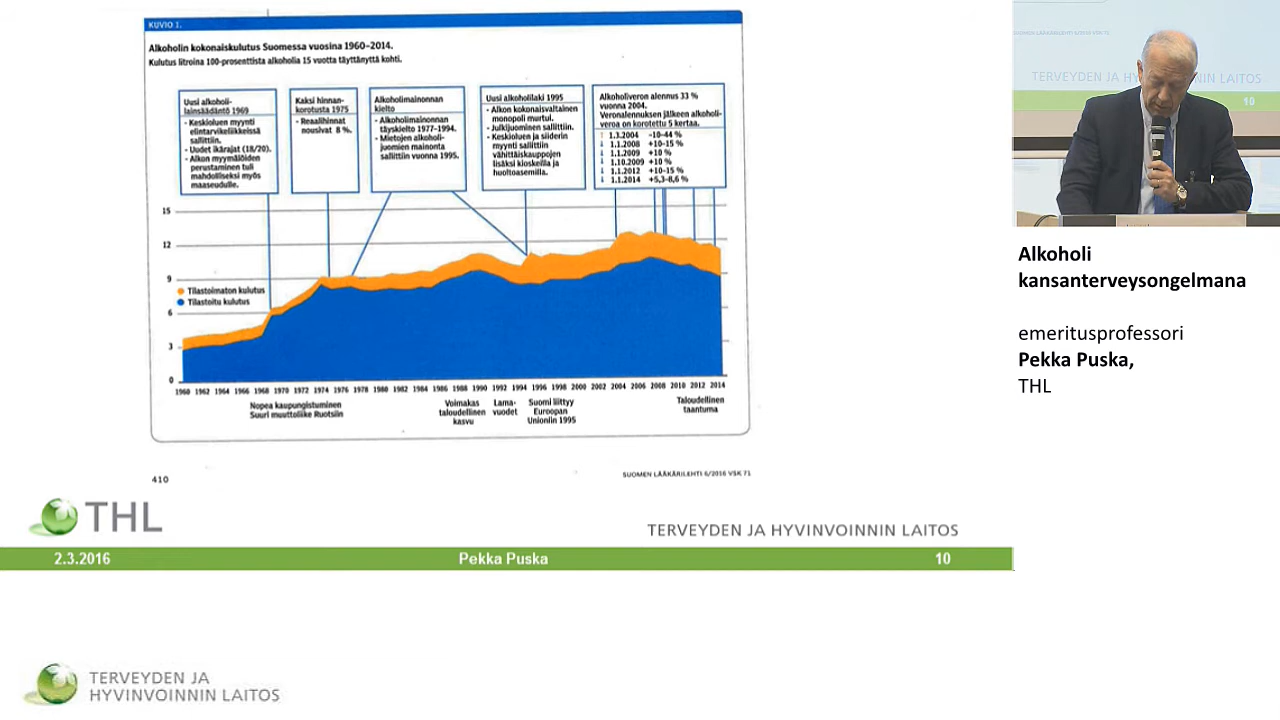 KUVIO 1.
Alkoholin kokonaiskulutus Suomessa vuosina 1960–2014.
Kulutus litroina 100-prosenttista alkoholia 15 vuotta täyttänyttä kohti.
Uusi alkoholi-
lainsäädäntö 1969
- Keskioluen myynti
elintarvikeliikkeissä
sallittiin.
- Uudet ikärajat (18/20).
- Alkon myymälöiden
perustaminen tuli
mahdolliseksi myös
maaseudulle.
Kaksi hinnan-
korotusta 1975
- Reaalihinnat
nousivat 8 %.
Alkoholimainonnan
kielto
- Alkoholimainonnan
täyskielto 1977-1994.
- Mietojen alkoholi-
juomien mainonta
sallittiin vuonna 1995.
Uusi alkoholilaki 1995
- Alkon kokonaisvaltainen
monopoli murtui.
- Julkijuominen sallittiin.
- Keskioluen ja siiderin
myynti sallittiin
vähittäiskauppojen
lisäksi kioskeilla ja
huoltoasemilla.
Alkoholiveron alennus 33 %
vuonna 2004.
Veronalennuksen jälkeen alkoholi-
veroa on korotettu 5 kertaa.
↑ 1.3.2004 -10-44 %
↓ 1.1.2008 +10-15 %
↓ 1.1.2009 +10 %
↓ 1.10.2009 +10 %
↓ 1.1.2012 +10-15 %
↓ 1.1.2014 +5,3-8,6 %
15
12
9
6
3
0
Tilastoimaton kulutus
Tilastoitu kulutus
1960 1962 1964 1966 1968 1970 1972 1974 1976 1978 1980 1982 1984 1986 1988 1990 1992 1994 1996 1998 2000 2002 2004 2006 2008 2010 2012 2014
Nopea kaupungistuminen
Suuri muuttoliike Ruotsiin
Voimakas
taloudellinen
kasvu
Lama-
vuodet
Suomi liittyy
Euroopan
Unioniin 1995
Taloudellinen
taantuma
410
SUOMEN LÄÄKÄRILEHTI 6/2016 VSK 71
THL
TERVEYDEN JA HYVINVOINNIN LAITOS
2.3.2016 Pekka Puska 10
TERVEYDEN JA
HYVINVOINNIN LAITOS
TERVEYDEN JA HY VINVOINNIN LAITOS
10
Alkoholi
kansanterveysongelmana
emeritusprofessori
Pekka Puska,
THL